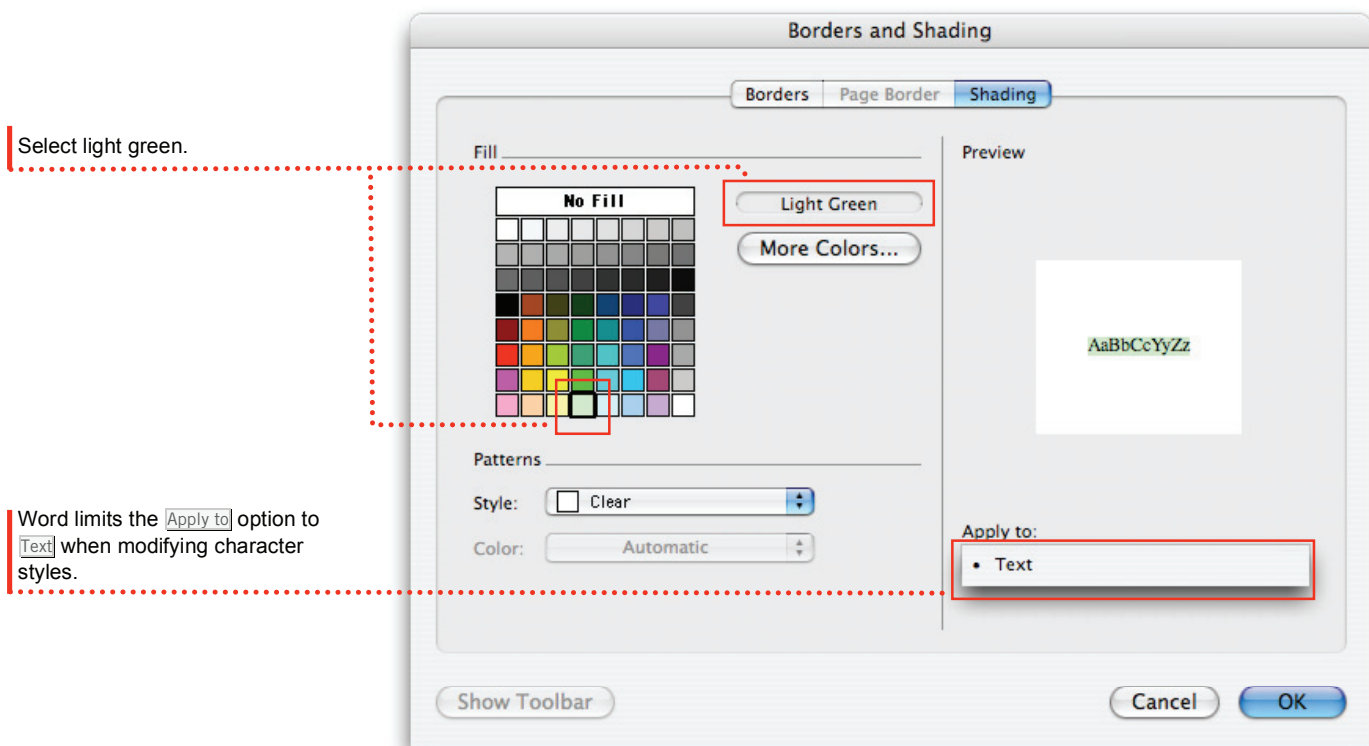 Borders and Shading
Borders
Page Border
Shading
Select light green.
Fill
Preview
No Fill
Light Green
More Colors...
AaBbCcYyZz
Patterns
Style:
Clear
Color:
Automatic
Word limits the Apply to option to
Text when modifying character
styles.
Apply to:
• Text
Show Toolbar
Cancel
OK